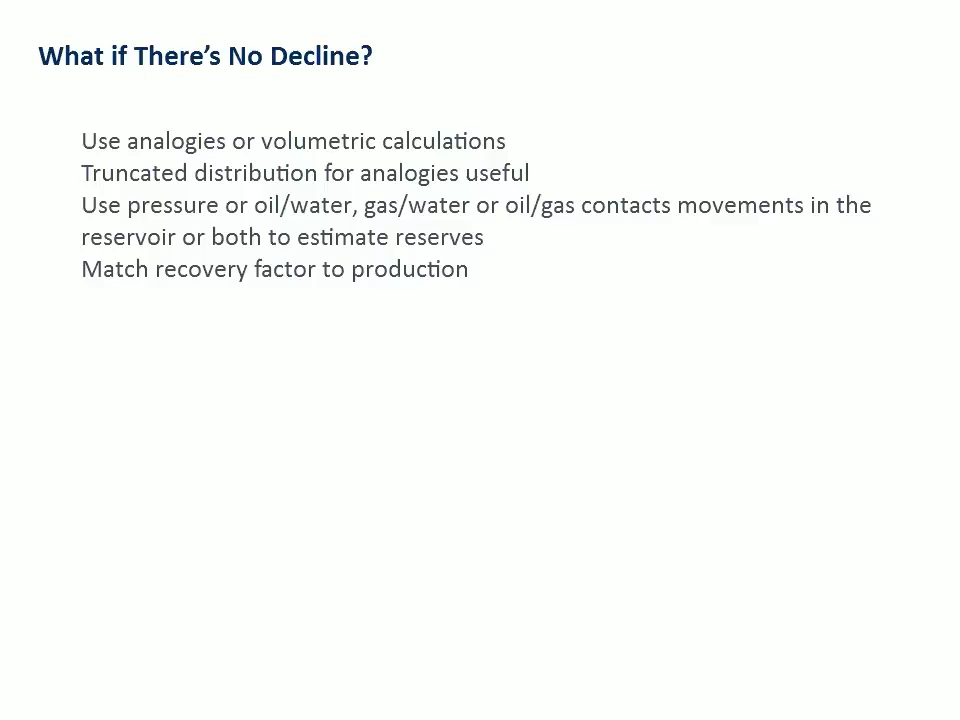 What if There’s No Decline?
Use analogies or volumetric calculations
Truncated distribution for analogies useful
Use pressure or oil/water, gas/water or oil/gas contacts movements in the
reservoir or both to estimate reserves
Match recovery factor to production